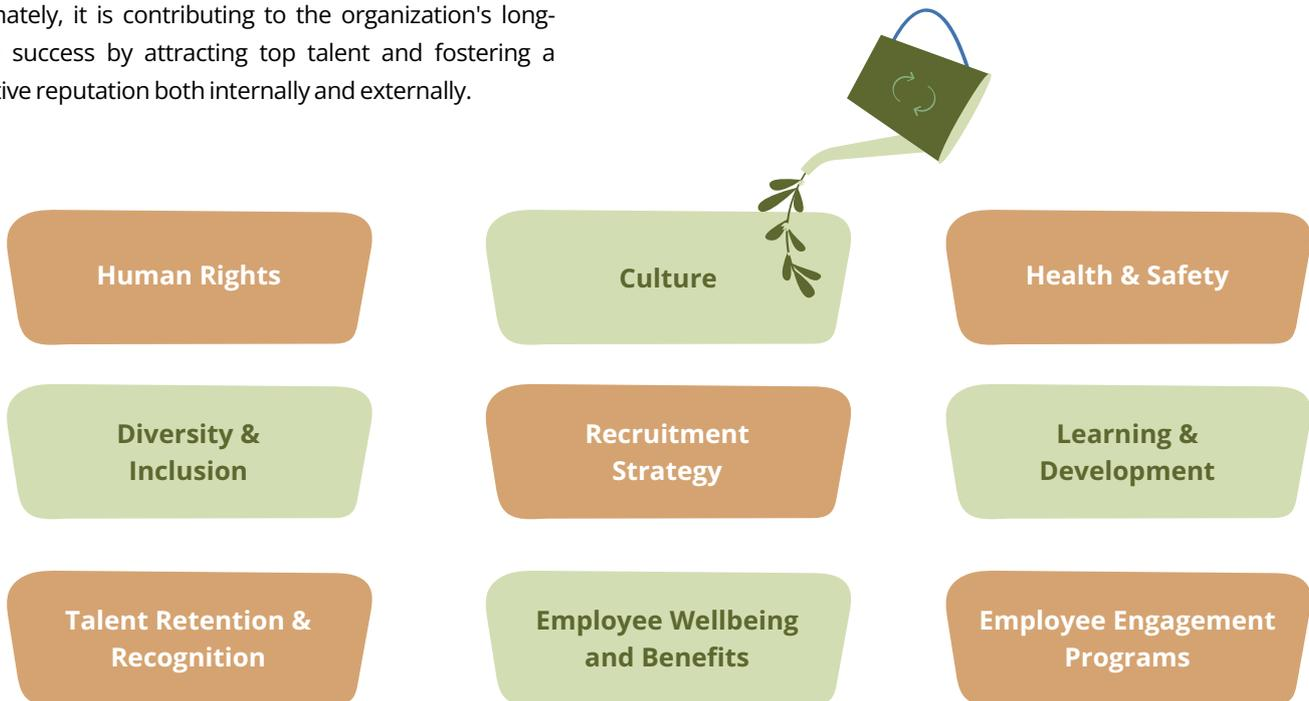 it is contributing to the organization's long-
success by attracting top talent and fostering a
reputation both internally and externally.
Human Rights
Culture
Health & Safety
Diversity &
Inclusion
Recruitment
Strategy
Learning &
Development
Talent Retention &
Recognition
Employee Wellbeing
and Benefits
Employee Engagement
Programs